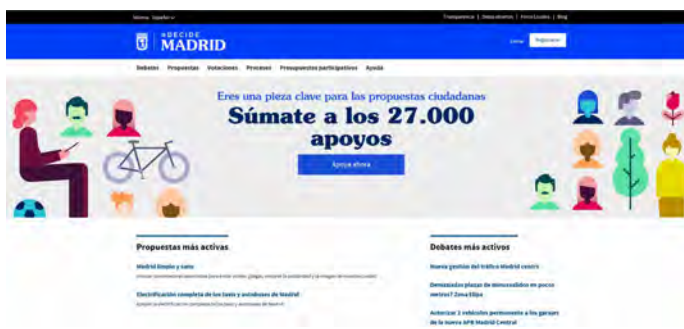 Idioma: Español
Transparencia | Datos abiertos | Foros Locales | Blog
DECIDE
MADRID
Entrar
Registrarse
Debates Propuestas Votaciones Procesos Presupuestos participativos Ayuda
Eres una pieza clave para las propuestas ciudadanas
Súmate a los 27.000
apoyos
Apoya ahora
Propuestas más activas
Debates más activos
Madrid limpio y sano
Nueva gestion del tráfico Madrid centro
Electrificación completa de los taxis y autobuses de Madrid
Demasiadas plazas de minusválidos en pocos
metros? Zona Elipa
Autorizar 2 vehículos permanente a los garajes
de la nueva APR Madrid Central